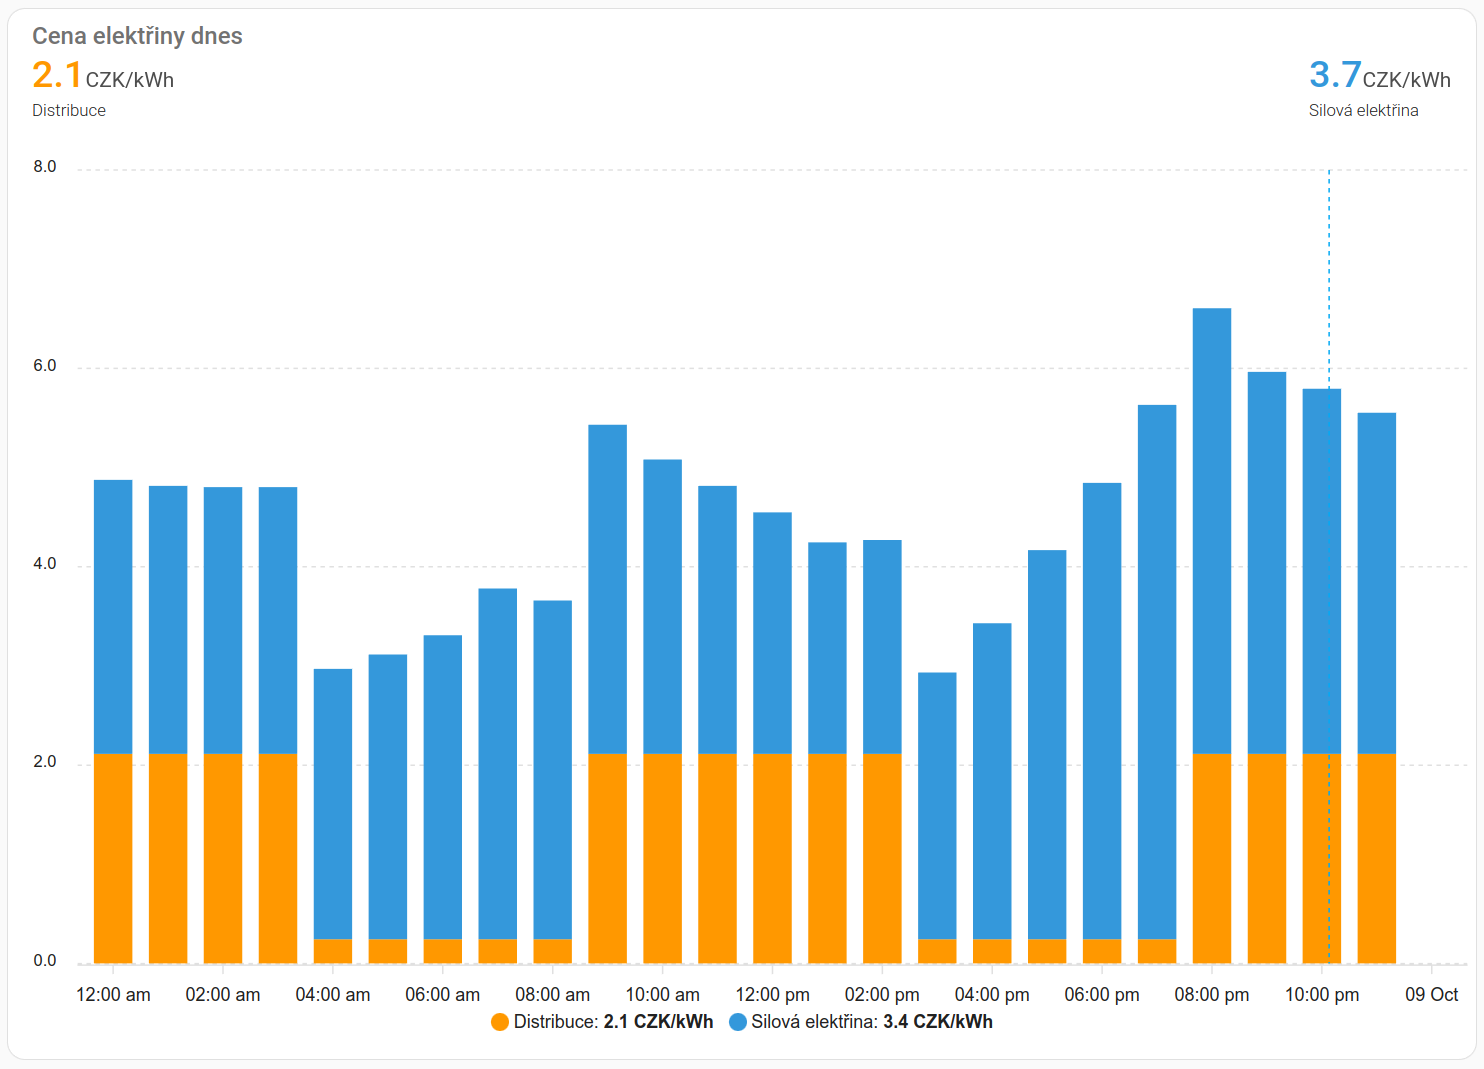 Cena elektřiny dnes
2.1 CZK/kWh
Distribuce
3.7 CZK/kWh
Silová elektřina
8.0
6.0
4.0
2.0
0.0
12:00 am 02:00 am 04:00 am 06:00 am 08:00 am 10:00 am 12:00 pm 02:00 pm 04:00 pm 06:00 pm 08:00 pm 10:00 pm 09 Oct
Distribuce: 2.1 CZK/kWh Silová elektřina: 3.4 CZK/kWh